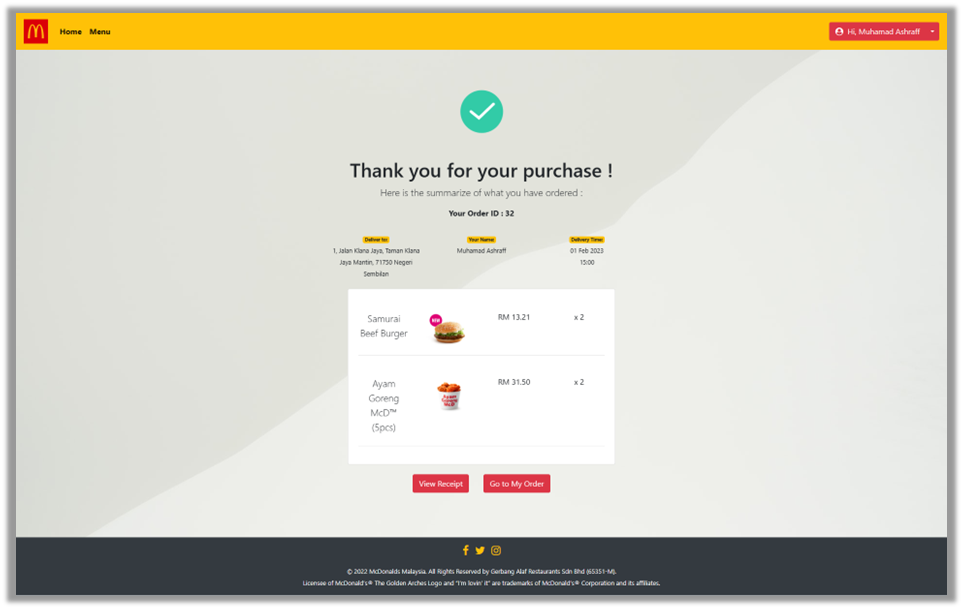 Home Menu Hi, Muhamad Ashraff
Thank you for your purchase !
Here is the summarize of what you have ordered :
Your Order ID : 32
Deliver to:
1, Jalan Klana Jaya, Taman Klana
Jaya Mantin, 71750 Negeri
Sembilan
Your Name:
Muhamad Ashraff
Delivery Time:
01 Feb 2023
15:00
Samurai
Beef Burger
NEW
RM 13.21
x 2
Ayam
Goreng
McD™
(5pcs)
Ayam
Goreng
McD
RM 31.50
x 2
View Receipt Go to My Order
© 2022 McDonalds Malaysia. All Rights Reserved by Gerbang Alaf Restaurants Sdn Bhd (65351-M).
Licensee of McDonald's® The Golden Arches Logo and "I'm lovin' it" are trademarks of McDonald's® Corporation and its affiliates.